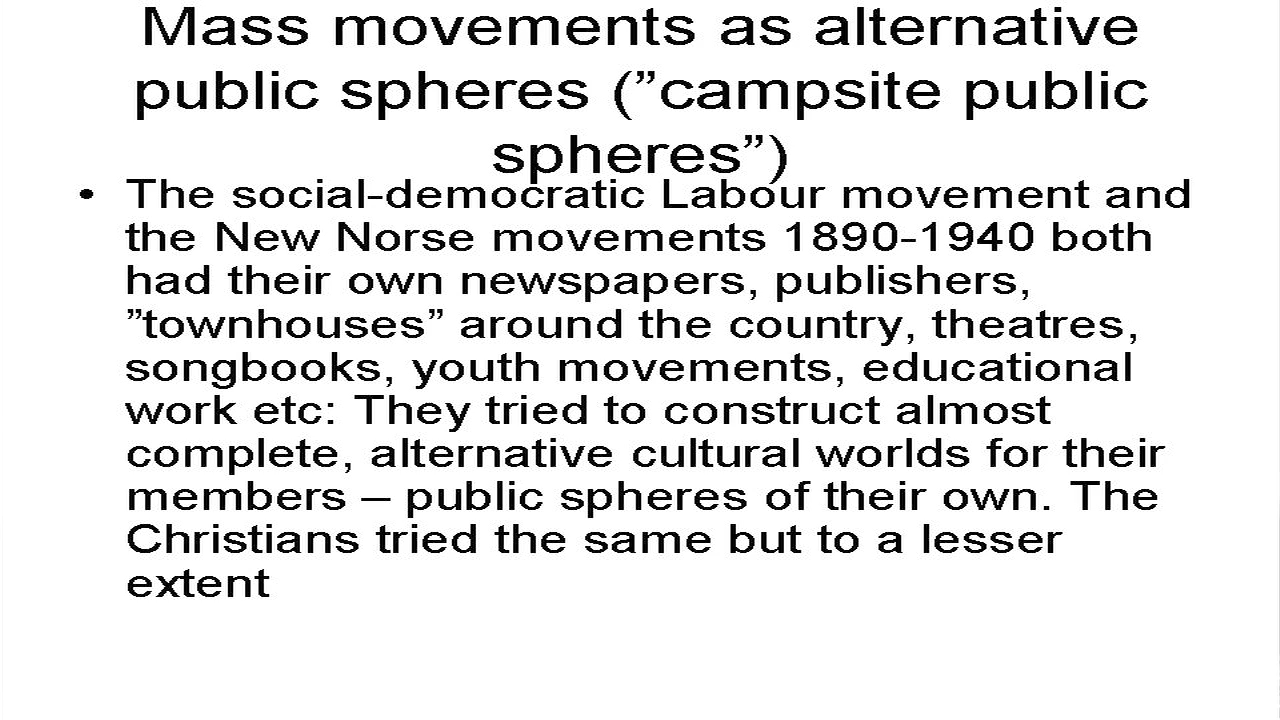 Mass movements as alternative
public spheres (”campsite public
spheres”)
• The social-democratic Labour movement and
the New Norse movements 1890-1940 both
had their own newspapers, publishers,
”townhouses” around the country, theatres,
songbooks, youth movements, educational
work etc: They tried to construct almost
complete, alternative cultural worlds for their
members – public spheres of their own. The
Christians tried the same but to a lesser
extent